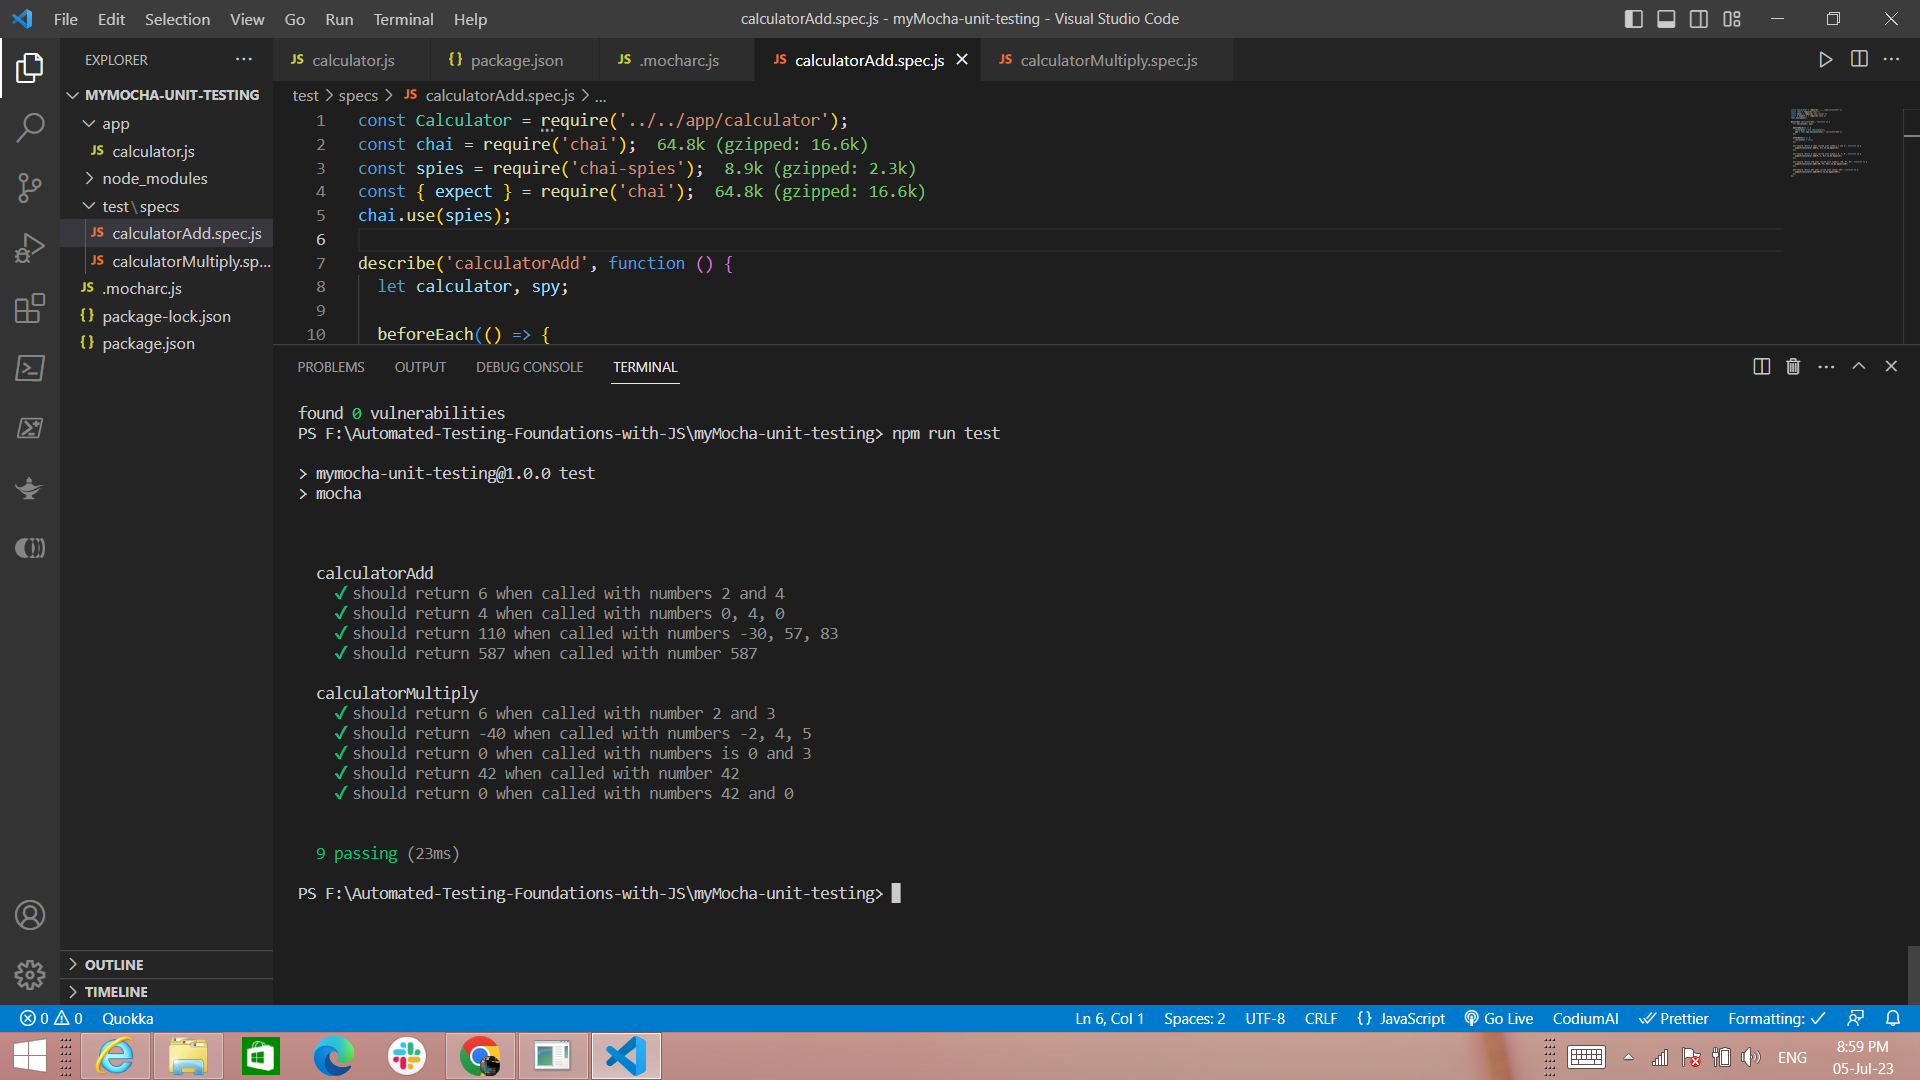 File Edit Selection View Go Run Terminal Help
calculatorAdd.spec.js - myMocha-unit-testing - Visual Studio Code
EXPLORER
MYMOCHA-UNIT-TESTING
app
JS calculator.js
node_modules
test\specs
JS calculatorAdd.spec.js
JS calculatorMultiply.sp...
JS .mocharc.js
{} package-lock.json
{} package.json
OUTLINE
TIMELINE
JS calculator.js
{} package.json
JS .mocharc.js
JS calculatorAdd.spec.js
JS calculatorMultiply.spec.js
test > specs > JS calculatorAdd.spec.js > ...
1 const Calculator = require('../../app/calculator');
2 const chai = require('chai'); 64.8k (gzipped: 16.6k)
3 const spies = require('chai-spies'); 8.9k (gzipped: 2.3k)
4 const { expect } = require('chai'); 64.8k (gzipped: 16.6k)
5 chai.use(spies);
6
7 describe('calculatorAdd', function () {
8 let calculator, spy;
9
10 beforeEach(() => {
PROBLEMS OUTPUT DEBUG CONSOLE TERMINAL
found 0 vulnerabilities
PS F:\Automated-Testing-Foundations-with-JS\myMocha-unit-testing> npm run test
> mymocha-unit-testing@1.0.0 test
> mocha
calculatorAdd
✓ should return 6 when called with numbers 2 and 4
✓ should return 4 when called with numbers 0, 4, 0
✓ should return 110 when called with numbers -30, 57, 83
✓ should return 587 when called with number 587
calculatorMultiply
✓ should return 6 when called with number 2 and 3
✓ should return -40 when called with numbers -2, 4, 5
✓ should return 0 when called with numbers is 0 and 3
✓ should return 42 when called with number 42
✓ should return 0 when called with numbers 42 and 0
9 passing (23ms)
PS F:\Automated-Testing-Foundations-with-JS\myMocha-unit-testing>
0 0 Quokka
Ln 6, Col 1 Spaces: 2 UTF-8 CRLF {} JavaScript Go Live CodiumAI Prettier Formatting: ✓
ENG
8:59 PM
05-Jul-23